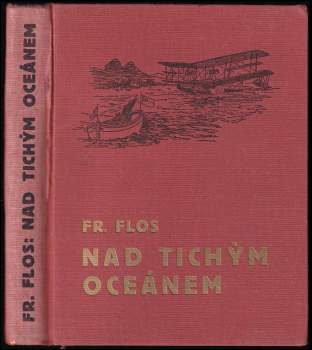 FR. FLOS: NAD TICHÝM OCEÁNEM
FR. FLOS
NAD TICHÝM
OCEÁNEM